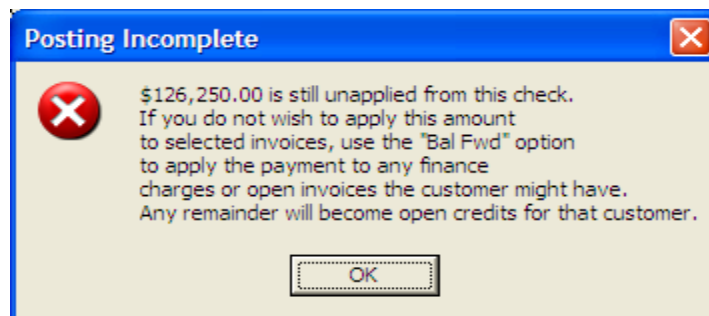 Posting Incomplete
$126,250.00 is still unapplied from this check.
If you do not wish to apply this amount
to selected invoices, use the "Bal Fwd" option
to apply the payment to any finance
charges or open invoices the customer might have.
Any remainder will become open credits for that customer.
OK